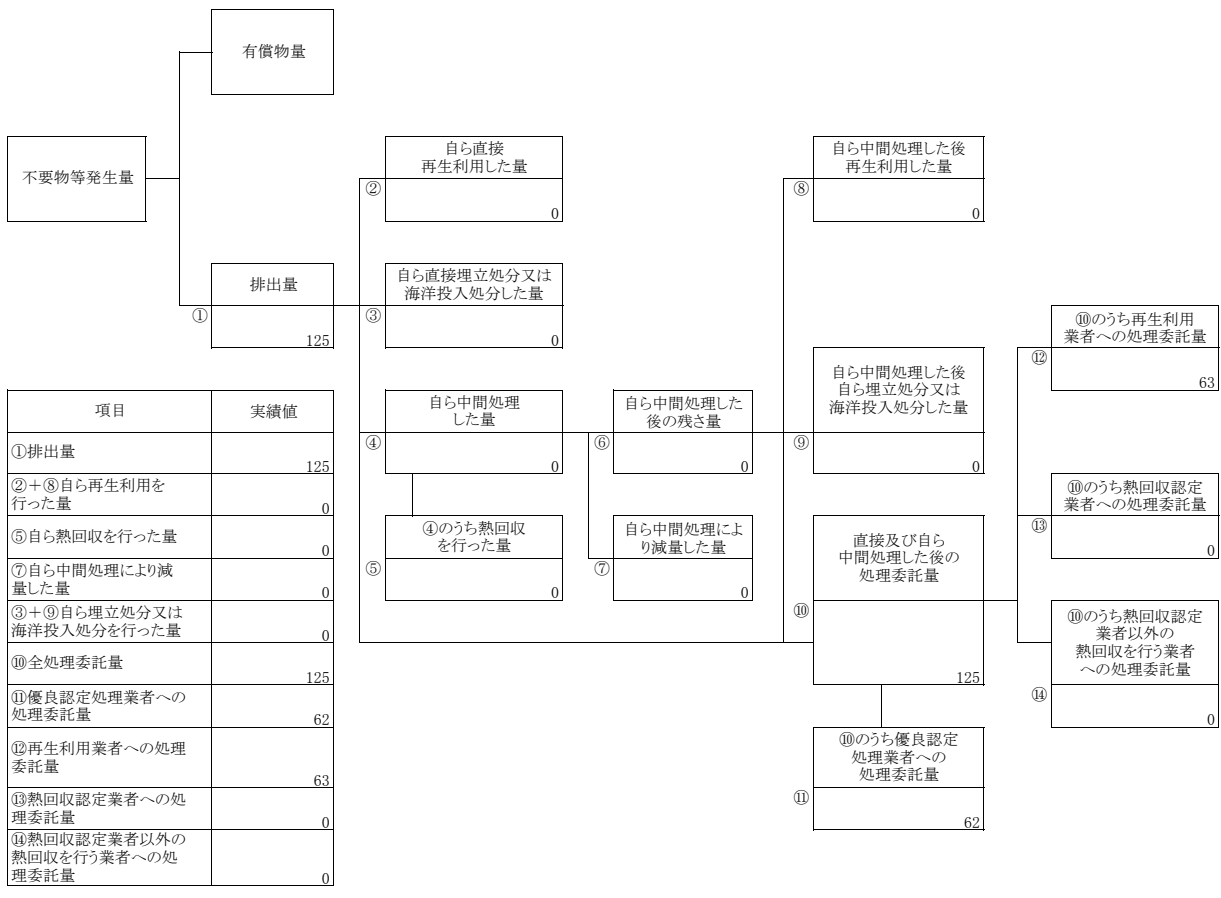 有償物量
不要物等発生量
自ら直接
再生利用した量
②
0
自ら中間処理した後
再生利用した量
⑧
0
排出量
①
125
自ら直接埋立処分又は
海洋投入処分した量
③
0
⑩のうち再生利用
業者への処理委託量
⑫
63
自ら中間処理した後
自ら埋立処分又は
海洋投入処分した量
⑨
0
自ら中間処理
した量
④
0
自ら中間処理した
後の残さ量
⑥
0
⑩のうち熱回収認定
業者への処理委託量
⑬
0
④のうち熱回収
を行った量
⑤
0
自ら中間処理によ
り減量した量
⑦
0
直接及び自ら
中間処理した後の
処理委託量
⑩
125
⑩のうち熱回収認定
業者以外の
熱回収を行う業者
への処理委託量
⑭
0
⑩のうち優良認定
処理業者への
処理委託量
⑪
62
項目 実績値
①排出量
125
②＋⑧自ら再生利用を
行った量
0
⑤自ら熱回収を行った量
0
⑦自ら中間処理により減
量した量
0
③＋⑨自ら埋立処分又は
海洋投入処分を行った量
0
⑩全処理委託量
125
⑪優良認定処理業者への
処理委託量
62
⑫再生利用業者への処理
委託量
63
⑬熱回収認定業者への処
理委託量
0
⑭熱回収認定業者以外の
熱回収を行う業者への処
理委託量
0